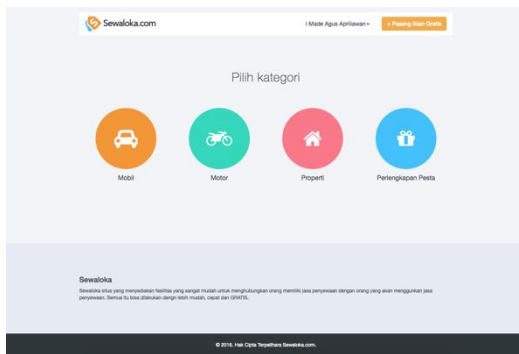 Sewaloka.com
I Made Agus Apriliawan
+ Pasang Iklan Gratis
Pilih kategori
Mobil
Motor
Properti
Perlengkapan Pesta
Sewaloka
Sewaloka situs yang menyediakan fasilitas yang sangat mudah untuk menghubungkan orang memiliki jasa penyewaan dengan orang yang akan menggunkan jasa
penyewaan. Semua itu bisa dilakukan dengn lebih mudah, cepat dan GRATIS.
© 2016. Hak Cipta Terpelihara Sewaloka.com.